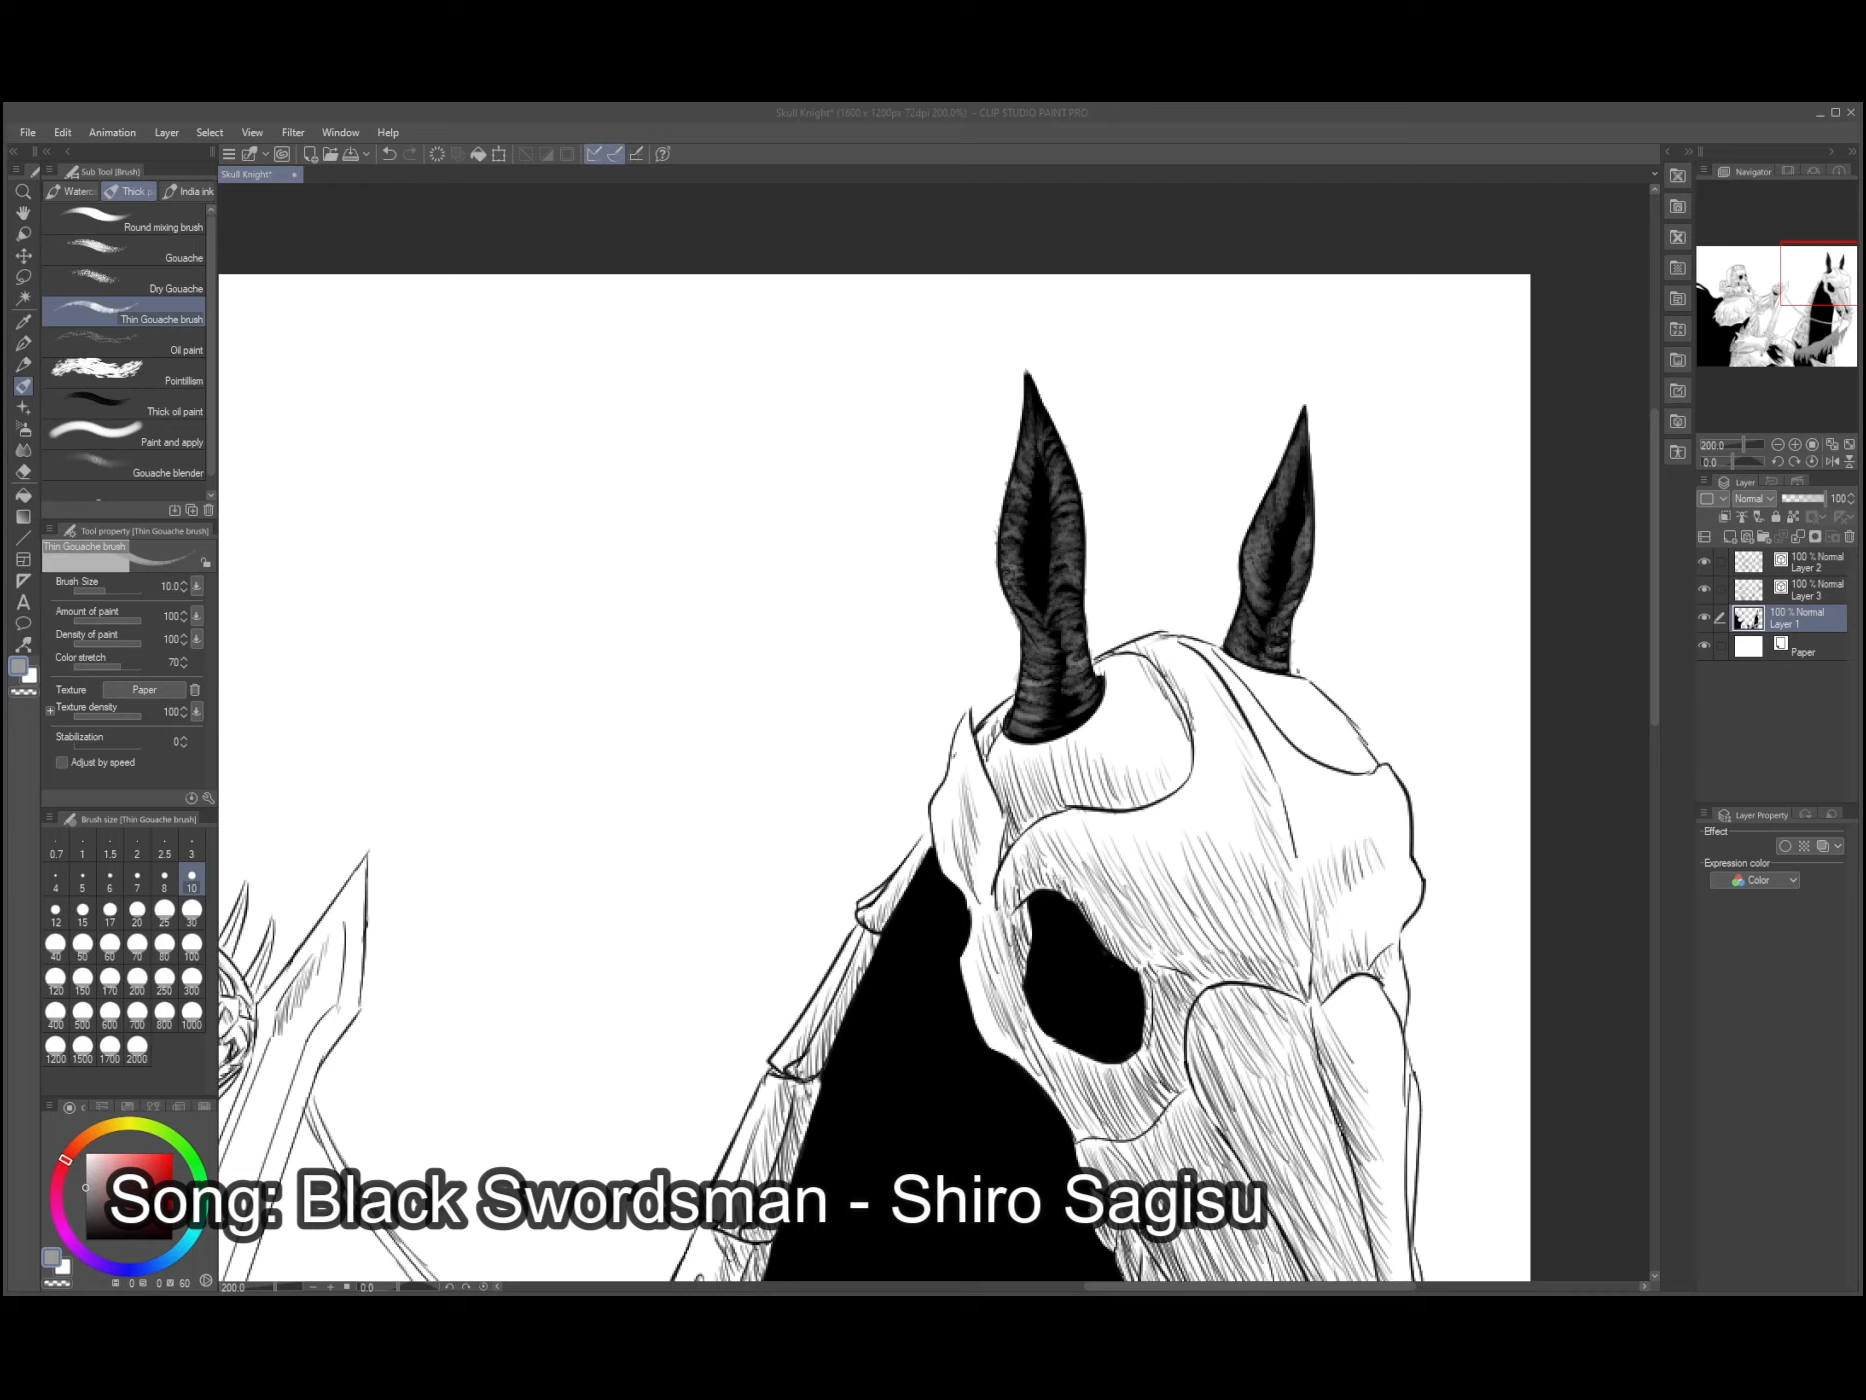 Skull Knight* (1600 x 1200px 72dpi 200.0%) - CLIP STUDIO PAINT PRO
File Edit Animation Layer Select View Filter Window Help
Sub Tool [Brush]
Skull Knight*
Navigator
Thick p India ink
Round mixing brush
Gouache
Dry Gouache
Thin Gouache brush
Oil paint
Pointillism
Thick oil paint
Paint and apply
Gouache blender
Tool property [Thin Gouache brush]
Thin Gouache brush
Brush Size 10.0
Amount of paint 100
Density of paint 100
Color stretch 70
Texture Paper
Texture density 100
Stabilization 0
Adjust by speed
Brush size [Thin Gouache brush]
0.7 1 1.5 2 2.5 3
4 5 6 7 8 10
12 15 17 20 25 30
40 50 60 70 80 100
120 150 170 200 250 300
400 500 600 700 800 1000
1200 1500 1700 2000
200.0
0.0
Layer
Normal 100
100 % Normal
Layer 2
100 % Normal
Layer 3
100 % Normal
Layer 1
Paper
Layer Property
Effect
Expression color
Color
Song: Black Swordsman - Shiro Sagisu
0 0 60
200.0 0.0